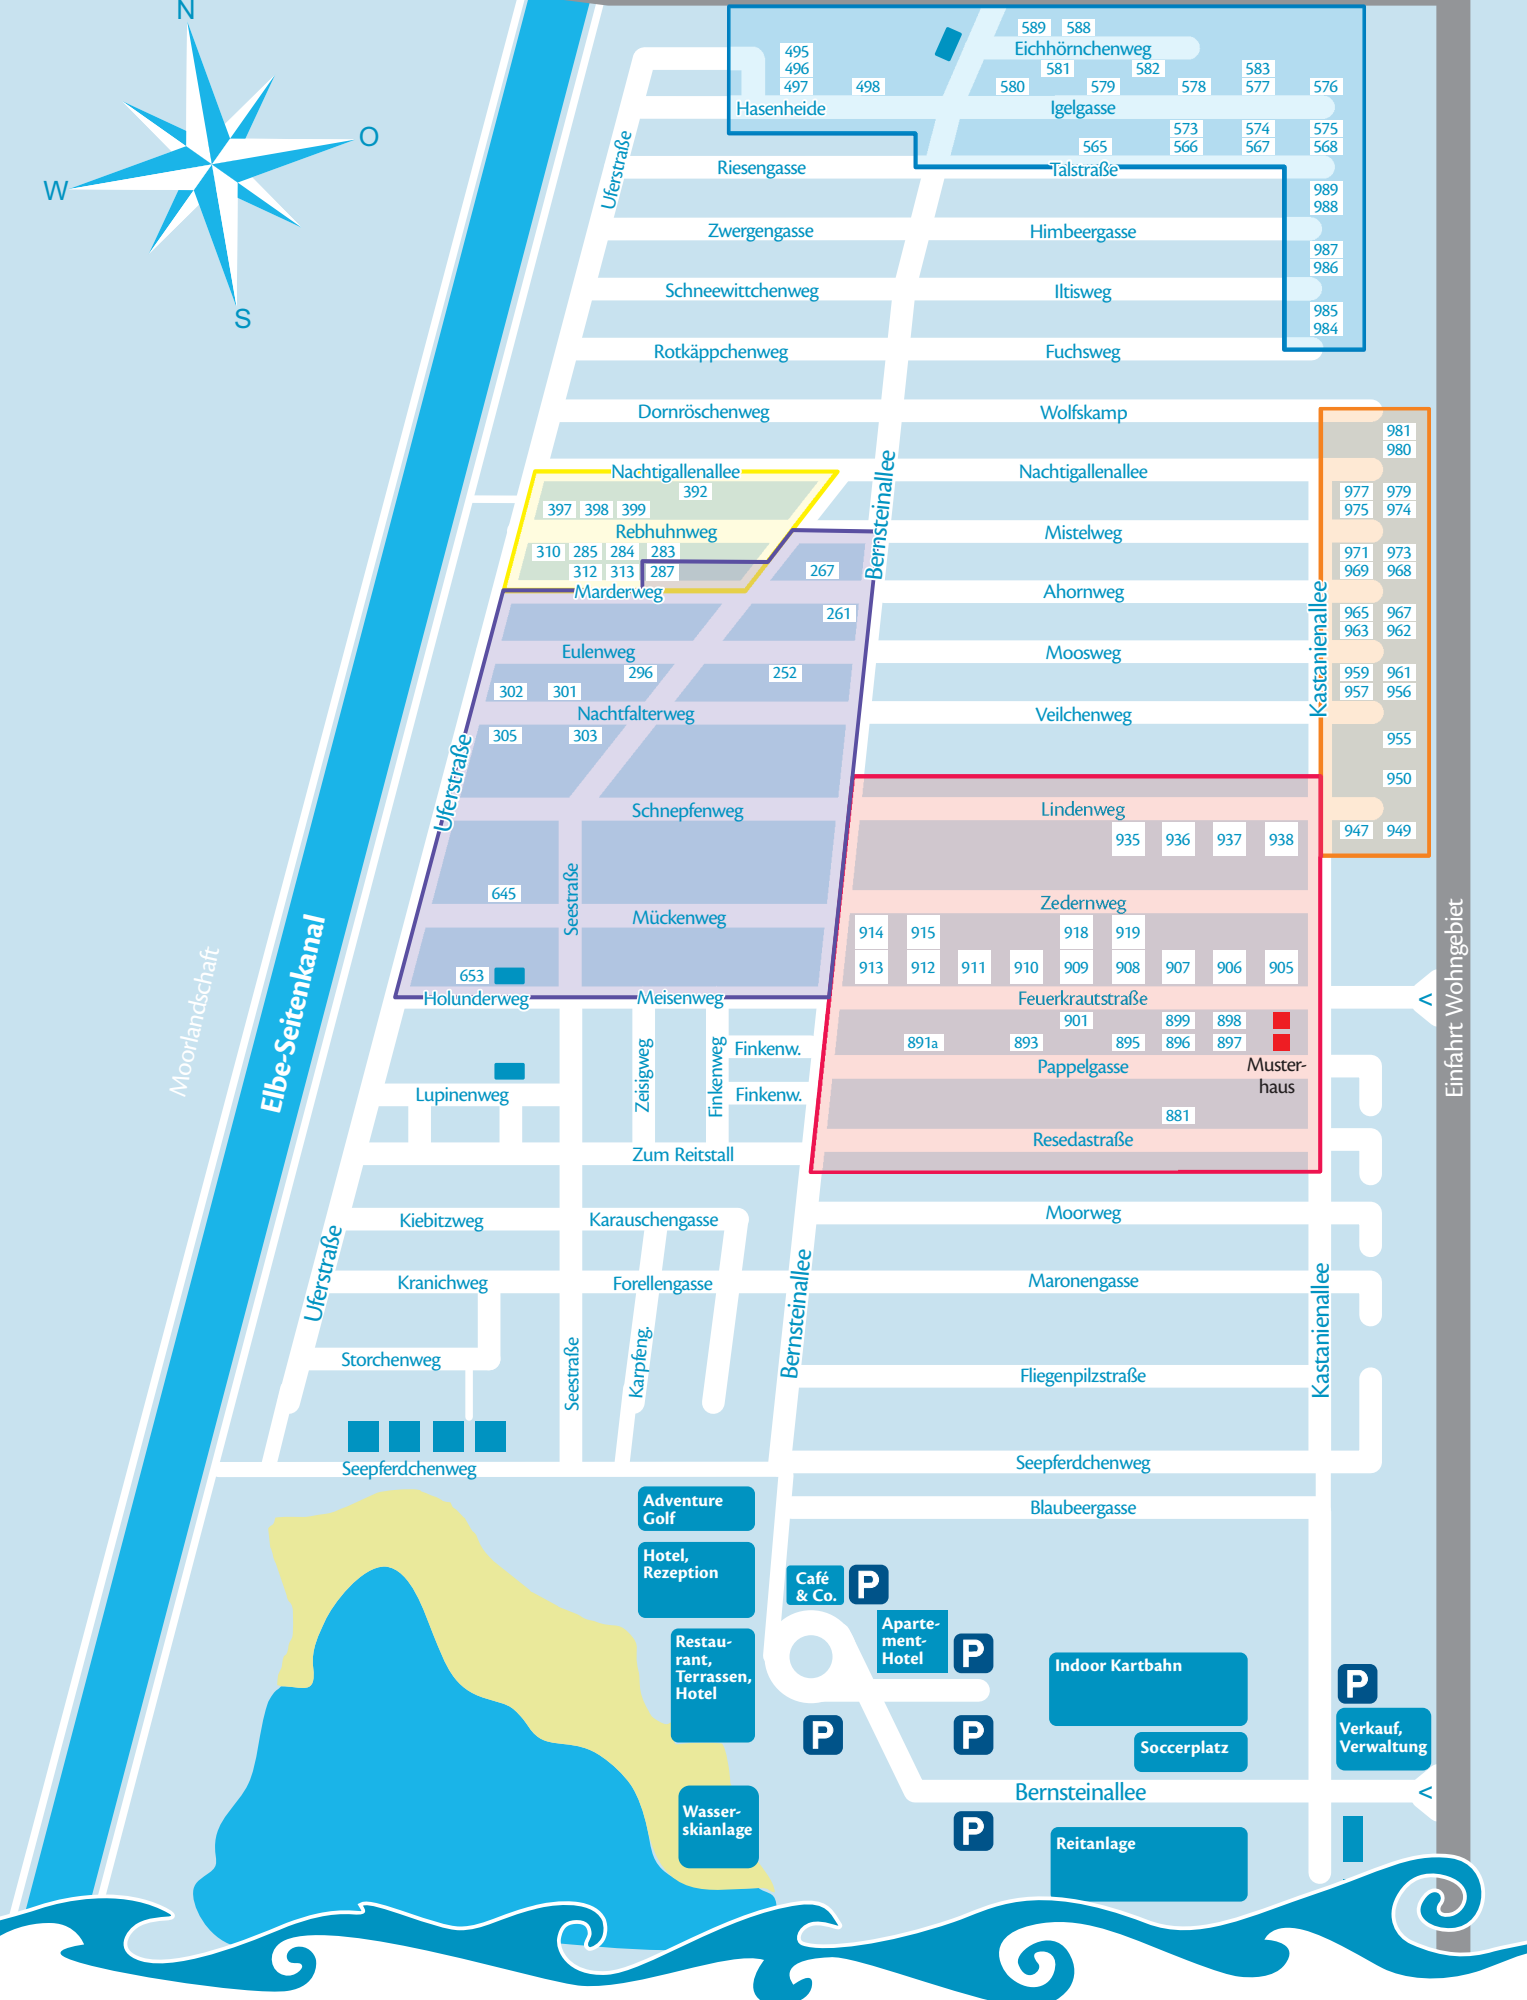 N
O
W
S
589 588
Eichhörnchenweg
495
496
497 498
581 582 583
580 579 578 577 576
Hasenheide
Igelgasse
573 574 575
565 566 567 568
Uferstraße
Riesengasse
Talstraße
989
988
Zwergengasse
Himbeergasse
987
986
Schneewittchenweg
Iltisweg
985
984
Rotkäppchenweg
Fuchsweg
Dornröschenweg
Wolfskamp
981
980
Nachtigallenallee
Nachtigallenallee
392
397 398 399
977 979
975 974
Bernsteinallee
Rebhuhnweg
Mistelweg
310 285 284 283
312 313 287
267
971 973
969 968
Marderweg
Ahornweg
261
965 967
963 962
Kastanienallee
Eulenweg
Moosweg
296 252
302 301
959 961
957 956
Nachtfalterweg
Veilchenweg
305 303
955
950
Uferstraße
Schnepfenweg
Lindenweg
947 949
935 936 937 938
645
Seestraße
Zedernweg
Mückenweg
914 915 918 919
913 912 911 910 909 908 907 906 905
653
Holunderweg
Meisenweg
Feuerkrautstraße
<
Einfahrt Wohngebiet
Moorlandschaft
Elbe-Seitenkanal
901 899 898
891a 893 895 896 897
Muster-
haus
Finkenw.
Zeisigweg
Finkenweg
Pappelgasse
Lupinenweg
Finkenw.
881
Resedastraße
Zum Reitstall
Kiebitzweg
Karauschengasse
Moorweg
Uferstraße
Kranichweg
Forellengasse
Bernsteinallee
Maronengasse
Kastanienallee
Storchenweg
Seestraße
Karpfeng.
Fliegenpilzstraße
Seepferdchenweg
Seepferdchenweg
Blaubeergasse
Adventure
Golf
Hotel,
Rezeption
Café
& Co.
P
Restau-
rant,
Terrassen,
Hotel
Aparte-
ment-
Hotel
P
Indoor Kartbahn
P
P
P
Soccerplatz
Verkauf,
Verwaltung
Bernsteinallee
<
Wasser-
skianlage
P
Reitanlage